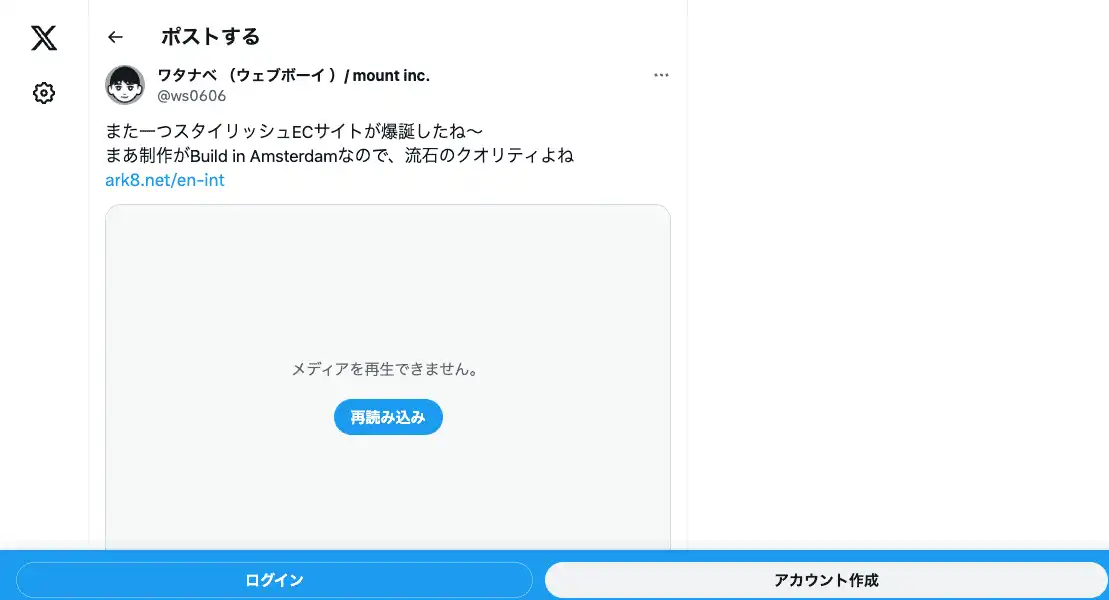 ポストする
ワタナベ （ウェブボーイ ）/ mount inc.
@ws0606
また一つスタイリッシュECサイトが爆誕したね〜
まあ制作がBuild in Amsterdamなので、流石のクオリティよね
ark8.net/en-int
メディアを再生できません。
再読み込み
ログイン
アカウント作成